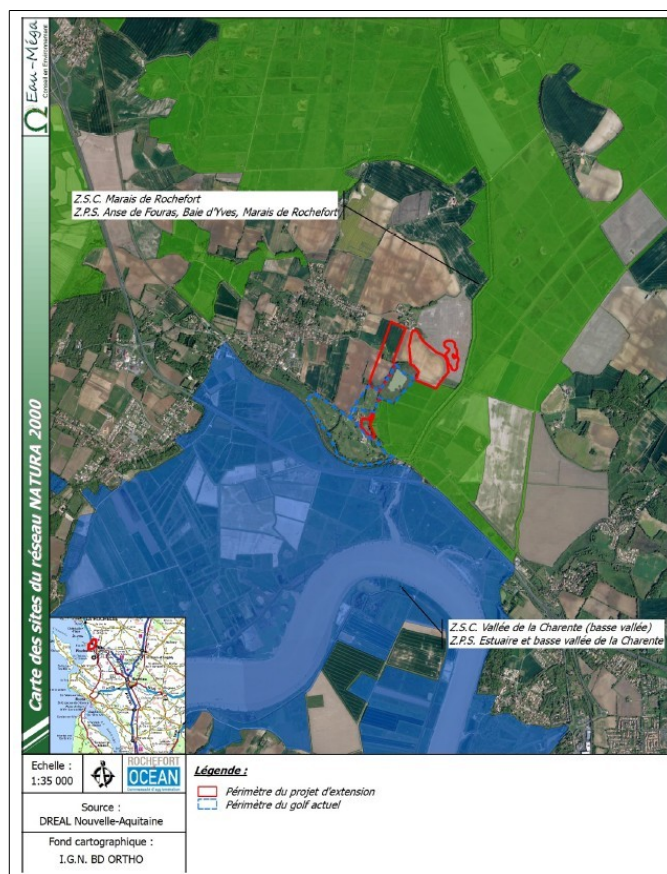 Eau-Méga
Conseil en Environnement
Carte des sites du réseau NATURA 2000
Z.S.C. Marais de Rochefort
Z.P.S. Anse de Fouras, Baie d'Yves, Marais de Rochefort
Z.S.C. Vallée de la Charente (basse vallée)
Z.P.S. Estuaire et basse vallée de la Charente
Echelle :
1:35 000
ROCHEFORT
OCEAN
Communauté d'agglomération
Source :
DREAL Nouvelle-Aquitaine
Fond cartographique :
I.G.N. BD ORTHO
Légende :
Périmètre du projet d'extension
Périmètre du golf actuel